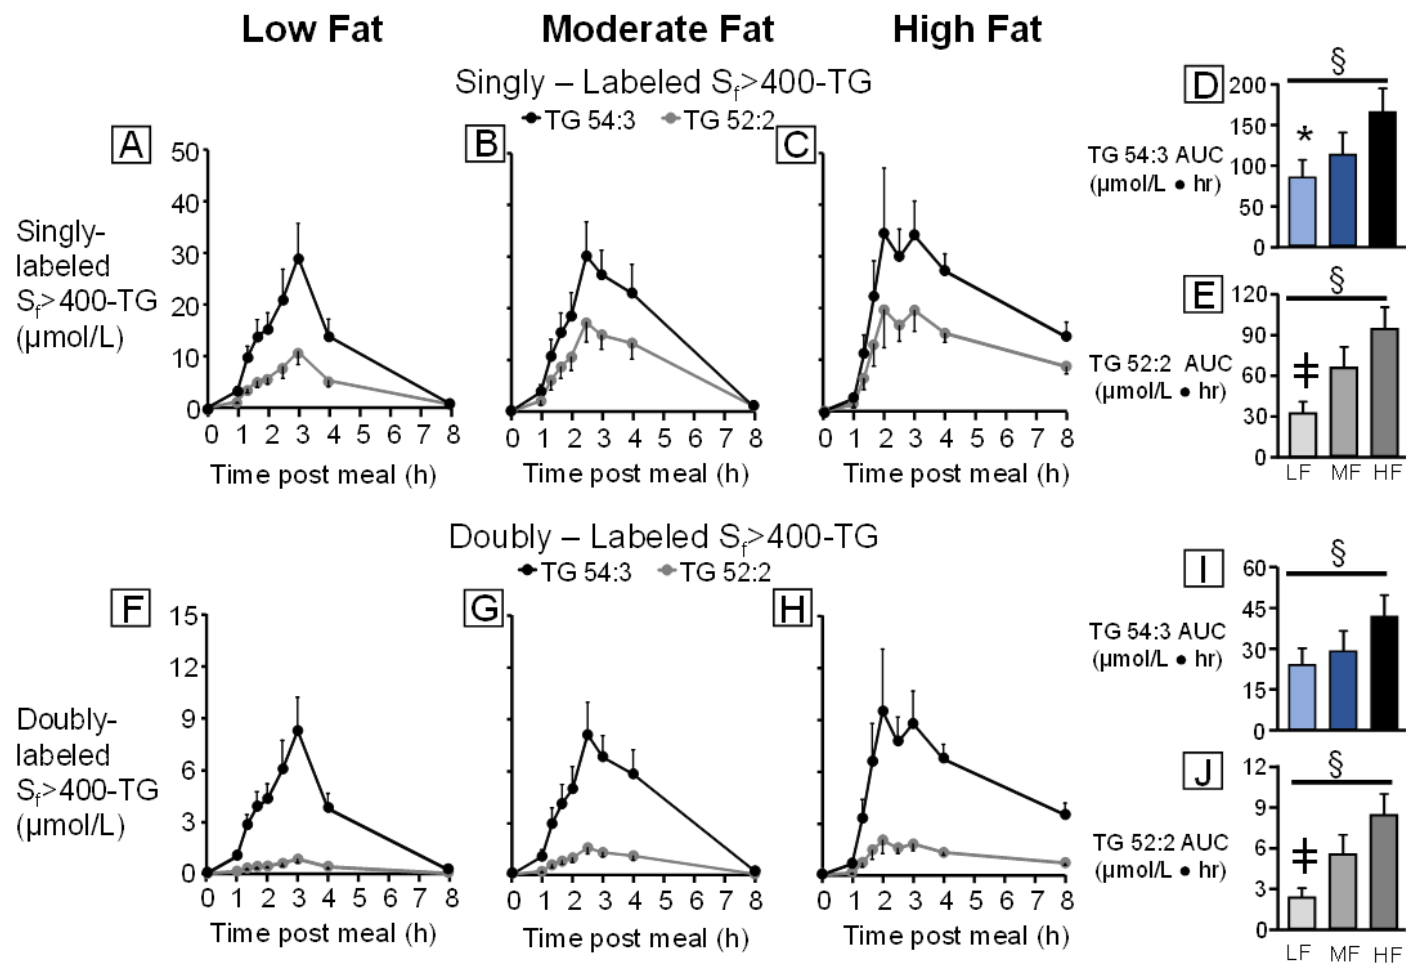 Low Fat
Moderate Fat
High Fat
Singly – Labeled Sf>400-TG
TG 54:3 TG 52:2
A
B
C
Singly-
labeled
Sf>400-TG
(µmol/L)
50
40
30
20
10
0
0 1 2 3 4 5 6 7 8
0 1 2 3 4 5 6 7 8
0 1 2 3 4 5 6 7 8
Time post meal (h)
Time post meal (h)
Time post meal (h)
D
§
TG 54:3 AUC
(µmol/L • hr)
200
150
100
50
0
*
E
§
TG 52:2 AUC
(µmol/L • hr)
120
90
60
30
0
ǂ
LF MF HF
Doubly – Labeled Sf>400-TG
TG 54:3 TG 52:2
F
G
H
Doubly-
labeled
Sf>400-TG
(µmol/L)
15
12
9
6
3
0
0 1 2 3 4 5 6 7 8
0 1 2 3 4 5 6 7 8
0 1 2 3 4 5 6 7 8
Time post meal (h)
Time post meal (h)
Time post meal (h)
I
§
TG 54:3 AUC
(µmol/L • hr)
60
45
30
15
0
J
§
TG 52:2 AUC
(µmol/L • hr)
12
9
6
3
0
ǂ
LF MF HF